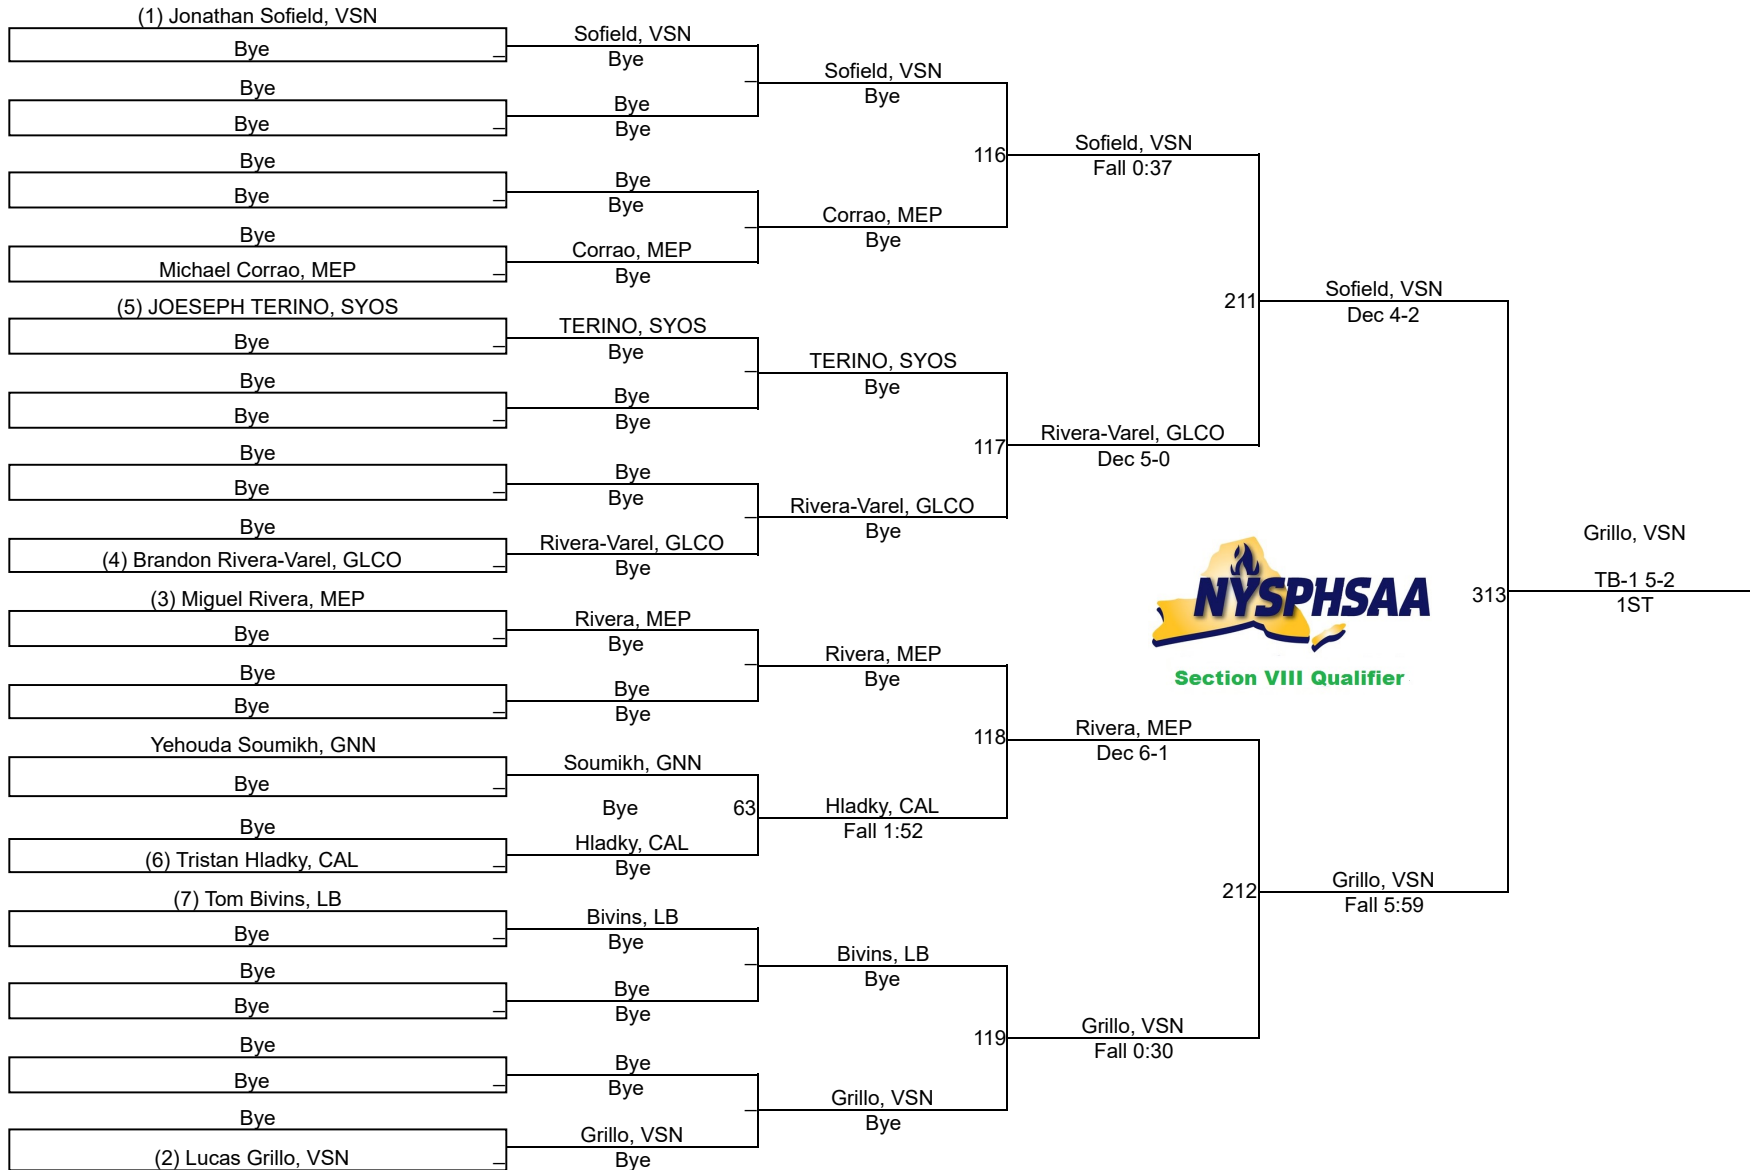 (1) Jonathan Sofield, VSN
Bye
Bye
Bye
Bye
Bye
Bye
Michael Corrao, MEP
(5) JOESEPH TERINO, SYOS
Bye
Bye
Bye
Bye
Bye
Bye
(4) Brandon Rivera-Varel, GLCO
(3) Miguel Rivera, MEP
Bye
Bye
Bye
Yehouda Soumikh, GNN
Bye
Bye
(6) Tristan Hladky, CAL
(7) Tom Bivins, LB
Bye
Bye
Bye
Bye
Bye
Bye
(2) Lucas Grillo, VSN
Sofield, VSN
Bye
Bye
Bye
Bye
Bye
Corrao, MEP
Bye
TERINO, SYOS
Bye
Bye
Bye
Bye
Bye
Rivera-Varel, GLCO
Bye
Rivera, MEP
Bye
Bye
Bye
Soumikh, GNN
Bye
63
Hladky, CAL
Bye
Bivins, LB
Bye
Bye
Bye
Bye
Bye
Grillo, VSN
Bye
Sofield, VSN
Bye
116
Corrao, MEP
Bye
TERINO, SYOS
Bye
117
Rivera-Varel, GLCO
Bye
Rivera, MEP
Bye
118
Hladky, CAL
Fall 1:52
Bivins, LB
Bye
119
Grillo, VSN
Bye
Sofield, VSN
Fall 0:37
211
Rivera-Varel, GLCO
Dec 5-0
Rivera, MEP
Dec 6-1
212
Grillo, VSN
Fall 0:30
Sofield, VSN
Dec 4-2
NYSPHSAA
Section VIII Qualifier
313
Grillo, VSN
Fall 5:59
Grillo, VSN
TB-1 5-2
1ST